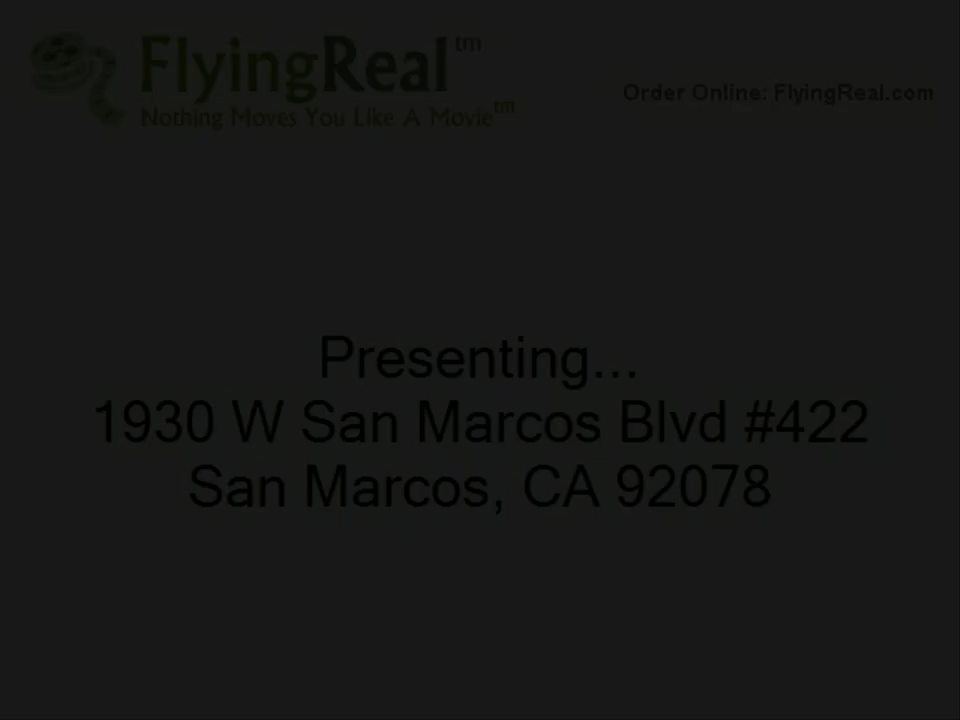 FlyingReal™
Nothing Moves You Like A Movie™
Order Online: FlyingReal.com
Presenting...
1930 W San Marcos Blvd #422
San Marcos, CA 92078